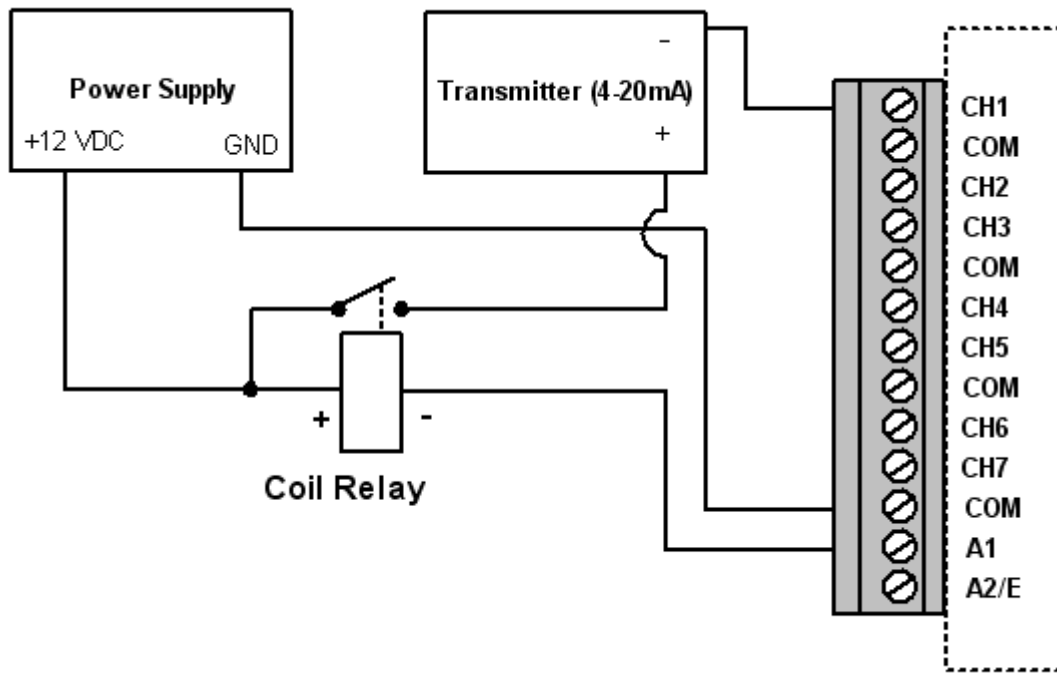 Power Supply
+12 VDC
GND
-
Transmitter (4-20mA)
+
+
-
Coil Relay
CH1
COM
CH2
CH3
COM
CH4
CH5
COM
CH6
CH7
COM
A1
A2/E